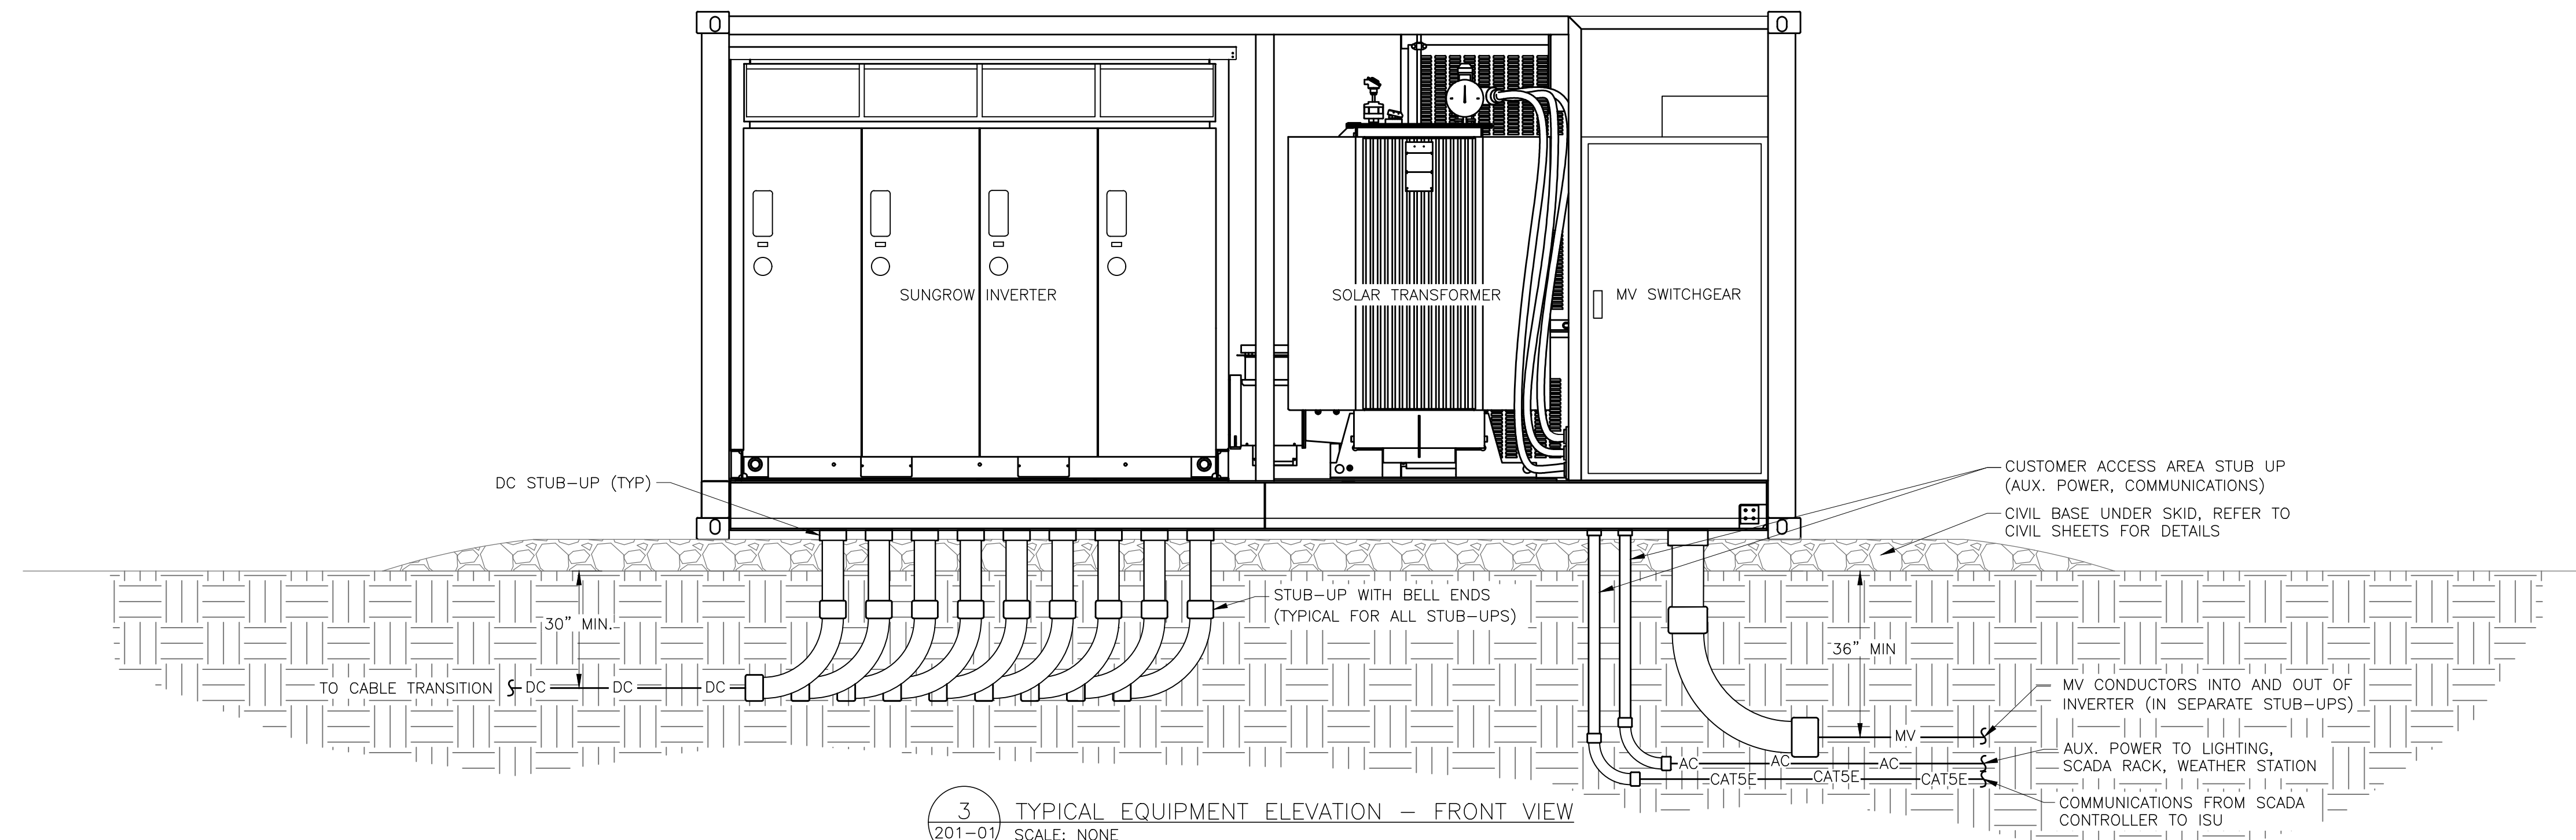 SUNGROW INVERTER
SOLAR TRANSFORMER
MV SWITCHGEAR
DC STUB-UP (TYP)
CUSTOMER ACCESS AREA STUB UP
(AUX. POWER, COMMUNICATIONS)
CIVIL BASE UNDER SKID, REFER TO
CIVIL SHEETS FOR DETAILS
STUB-UP WITH BELL ENDS
(TYPICAL FOR ALL STUB-UPS)
30" MIN.
36" MIN
TO CABLE TRANSITION
DC DC DC
MV CONDUCTORS INTO AND OUT OF
INVERTER (IN SEPARATE STUB-UPS)
MV
AUX. POWER TO LIGHTING,
SCADA RACK, WEATHER STATION
AC AC AC
CAT5E CAT5E CAT5E
COMMUNICATIONS FROM SCADA
CONTROLLER TO ISU
3 TYPICAL EQUIPMENT ELEVATION - FRONT VIEW
201-01 SCALE: NONE